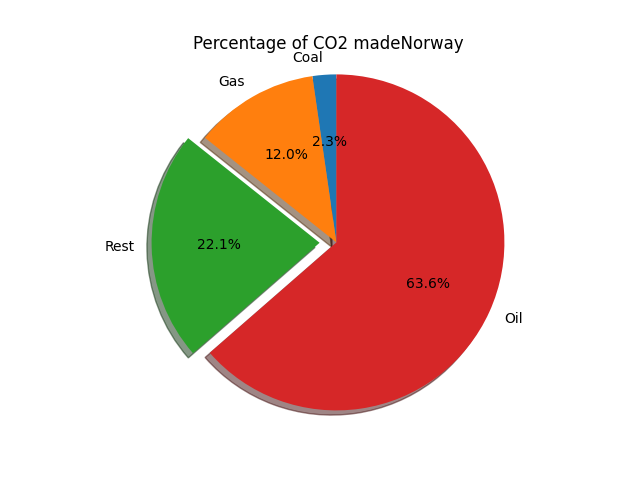 Percentage of CO2 madeNorway
Coal
Gas
2.3%
12.0%
Rest
22.1%
63.6%
Oil